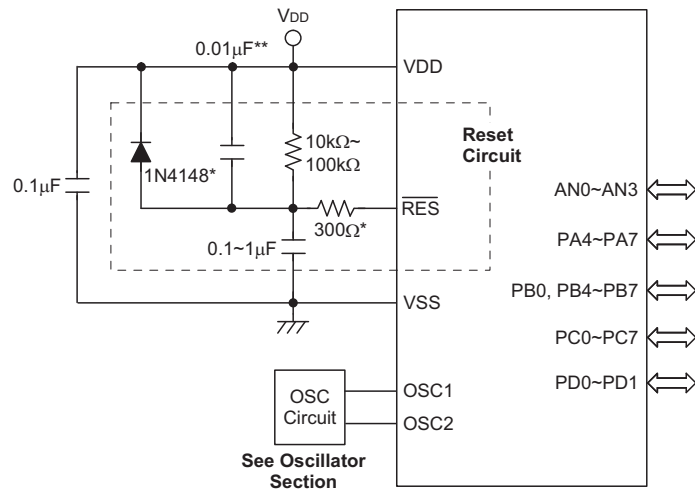 VDD
0.01μF**
VDD
10kΩ~
100kΩ
Reset
Circuit
1N4148*
0.1μF
AN0~AN3
RES
300Ω*
0.1~1μF
PA4~PA7
PB0, PB4~PB7
VSS
PC0~PC7
PD0~PD1
OSC
Circuit
OSC1
OSC2
See Oscillator
Section